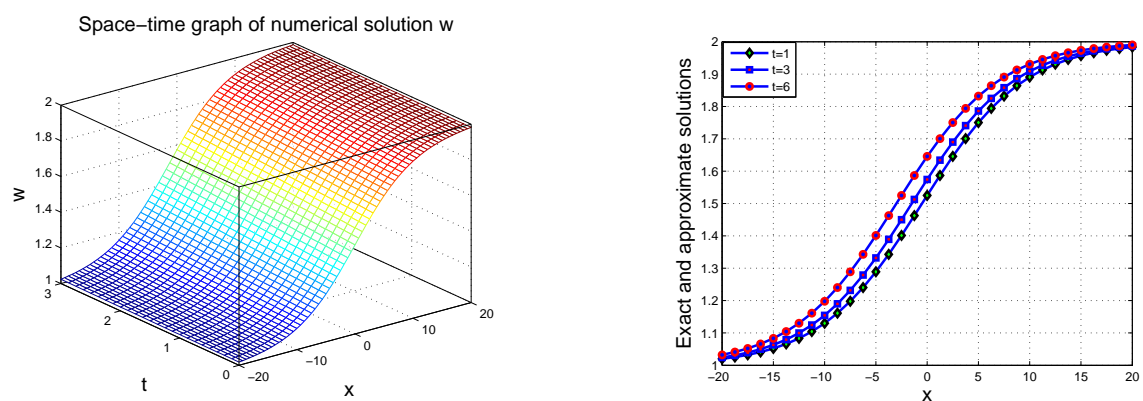 Space−time graph of numerical solution w
2
1.8
1.6
1.4
1.2
1
w
3
2
1
0
t
−20
−10
0
10
20
x
t=1
t=3
t=6
2
1.9
1.8
1.7
1.6
1.5
1.4
1.3
1.2
1.1
1
Exact and approximate solutions
−20 −15 −10 −5 0 5 10 15 20
x